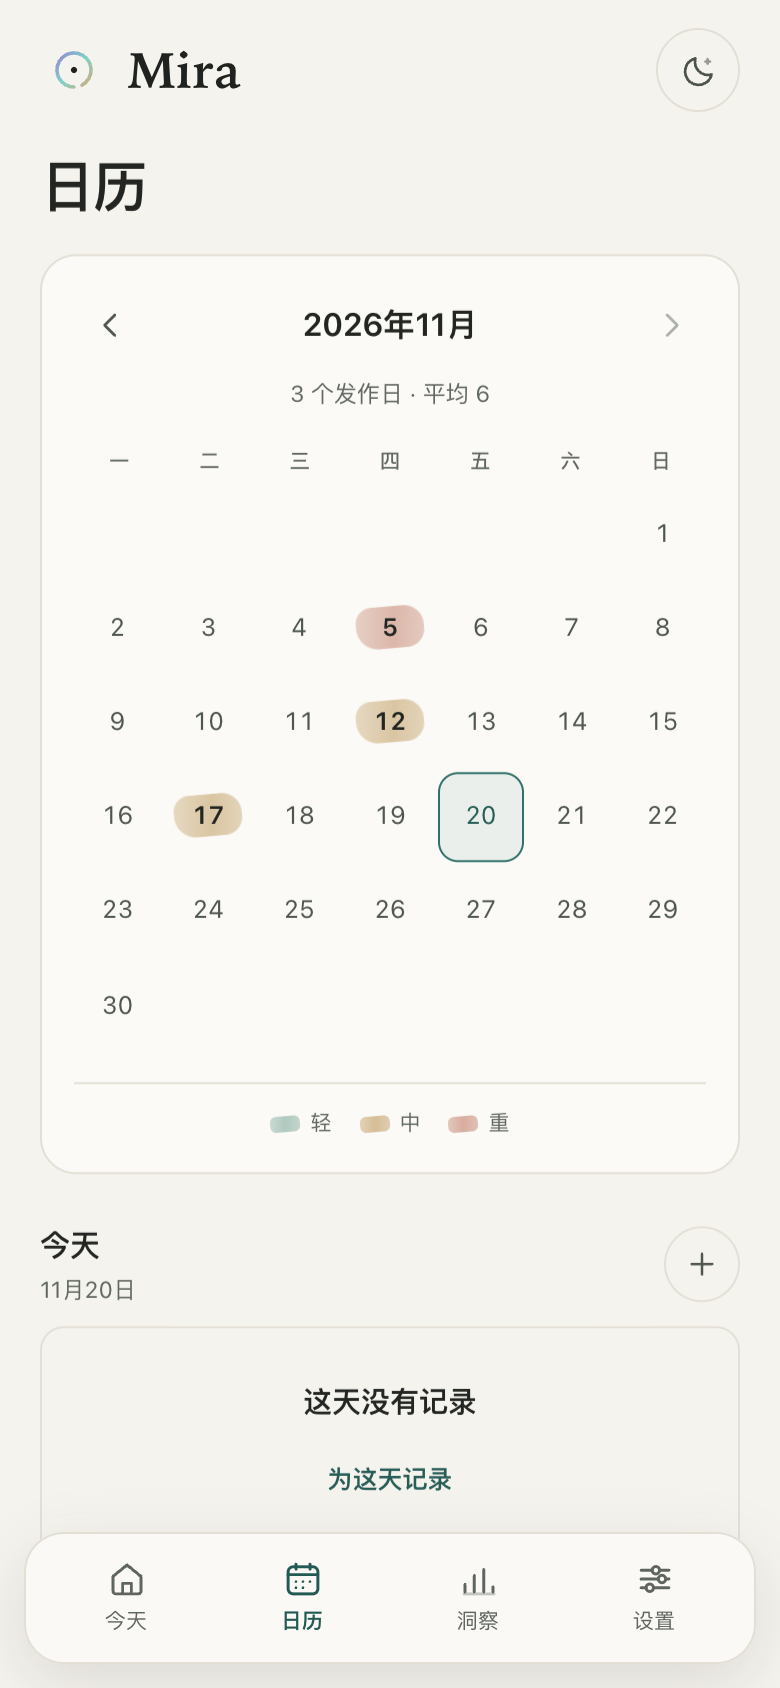 Mira
日历
2026年11月
3 个发作日 · 平均 6
一 二 三 四 五 六 日
1
2 3 4 5 6 7 8
9 10 11 12 13 14 15
16 17 18 19 20 21 22
23 24 25 26 27 28 29
30
轻 中 重
今天
11月20日
这天没有记录
为这天记录
今天 日历 洞察 设置